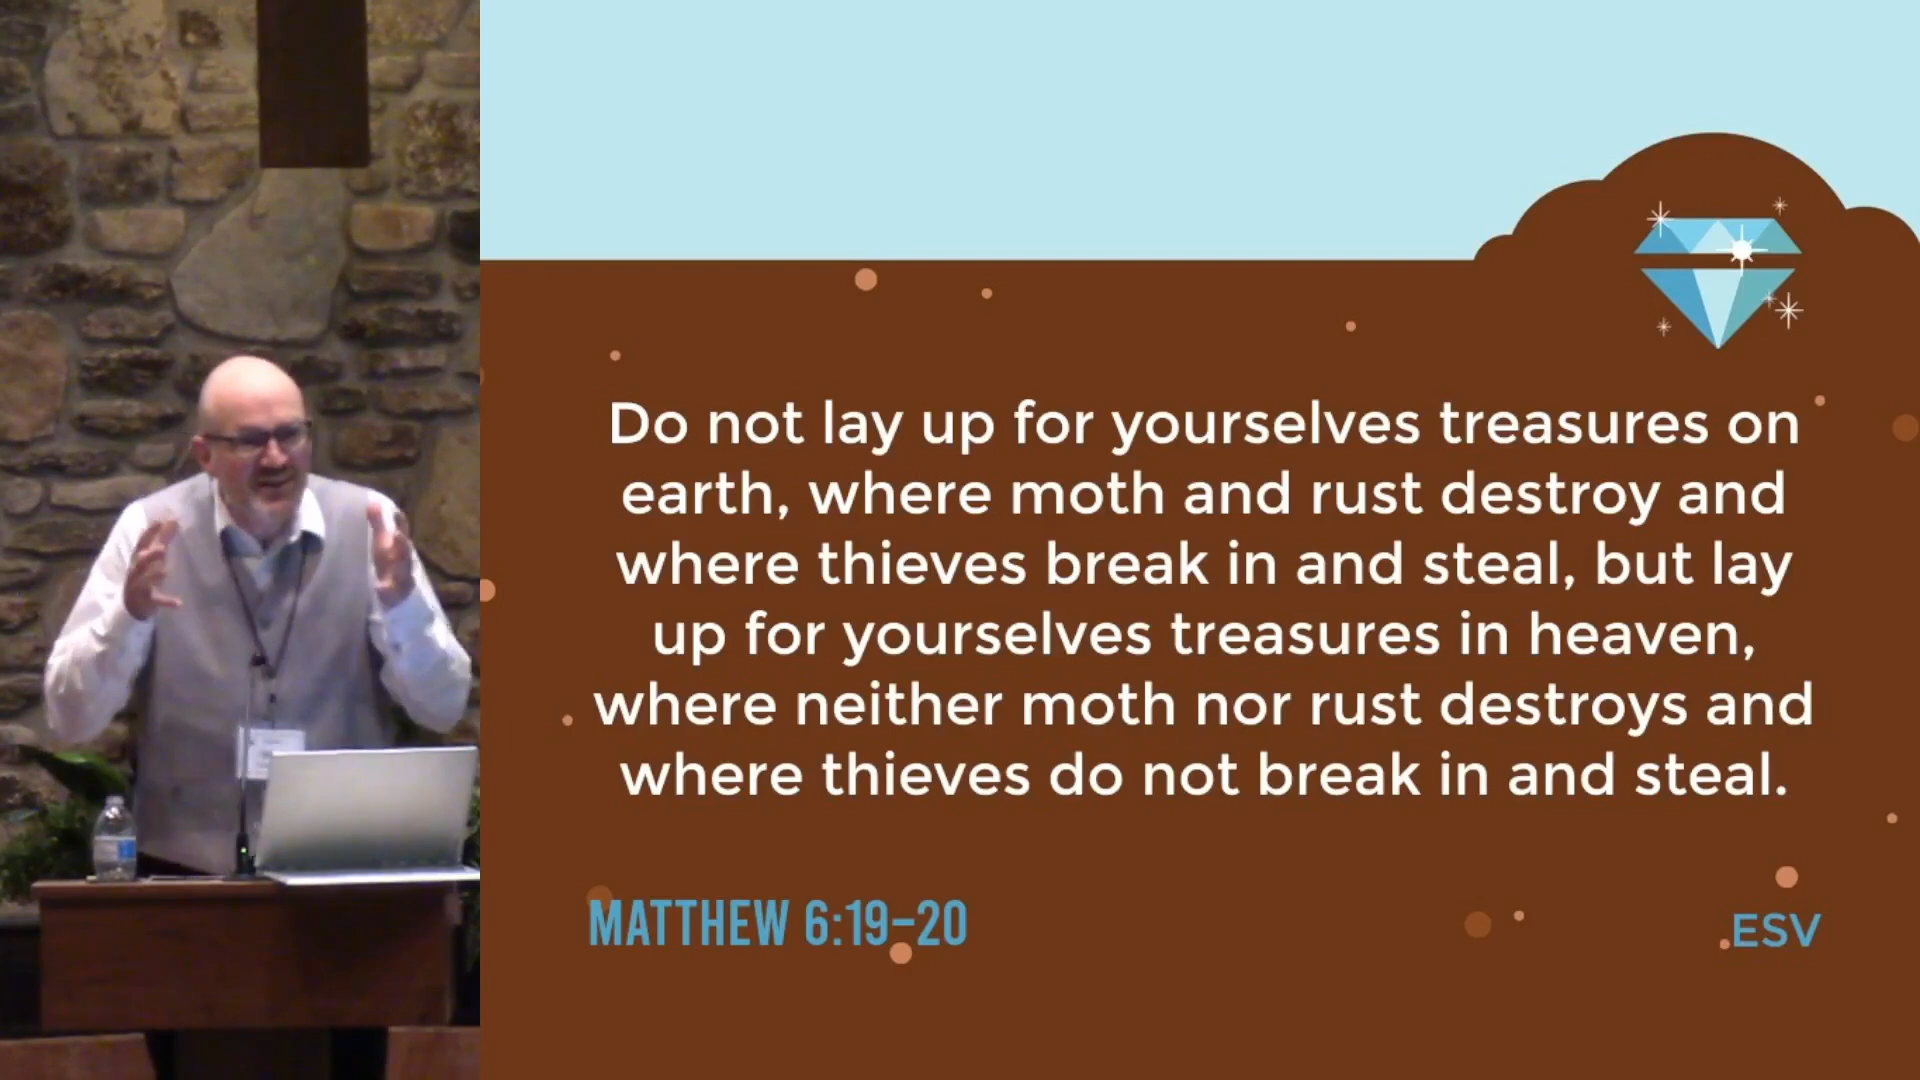 Do not lay up for yourselves treasures on
earth, where moth and rust destroy and
where thieves break in and steal, but lay
up for yourselves treasures in heaven,
where neither moth nor rust destroys and
where thieves do not break in and steal.
MATTHEW 6:19–20
ESV